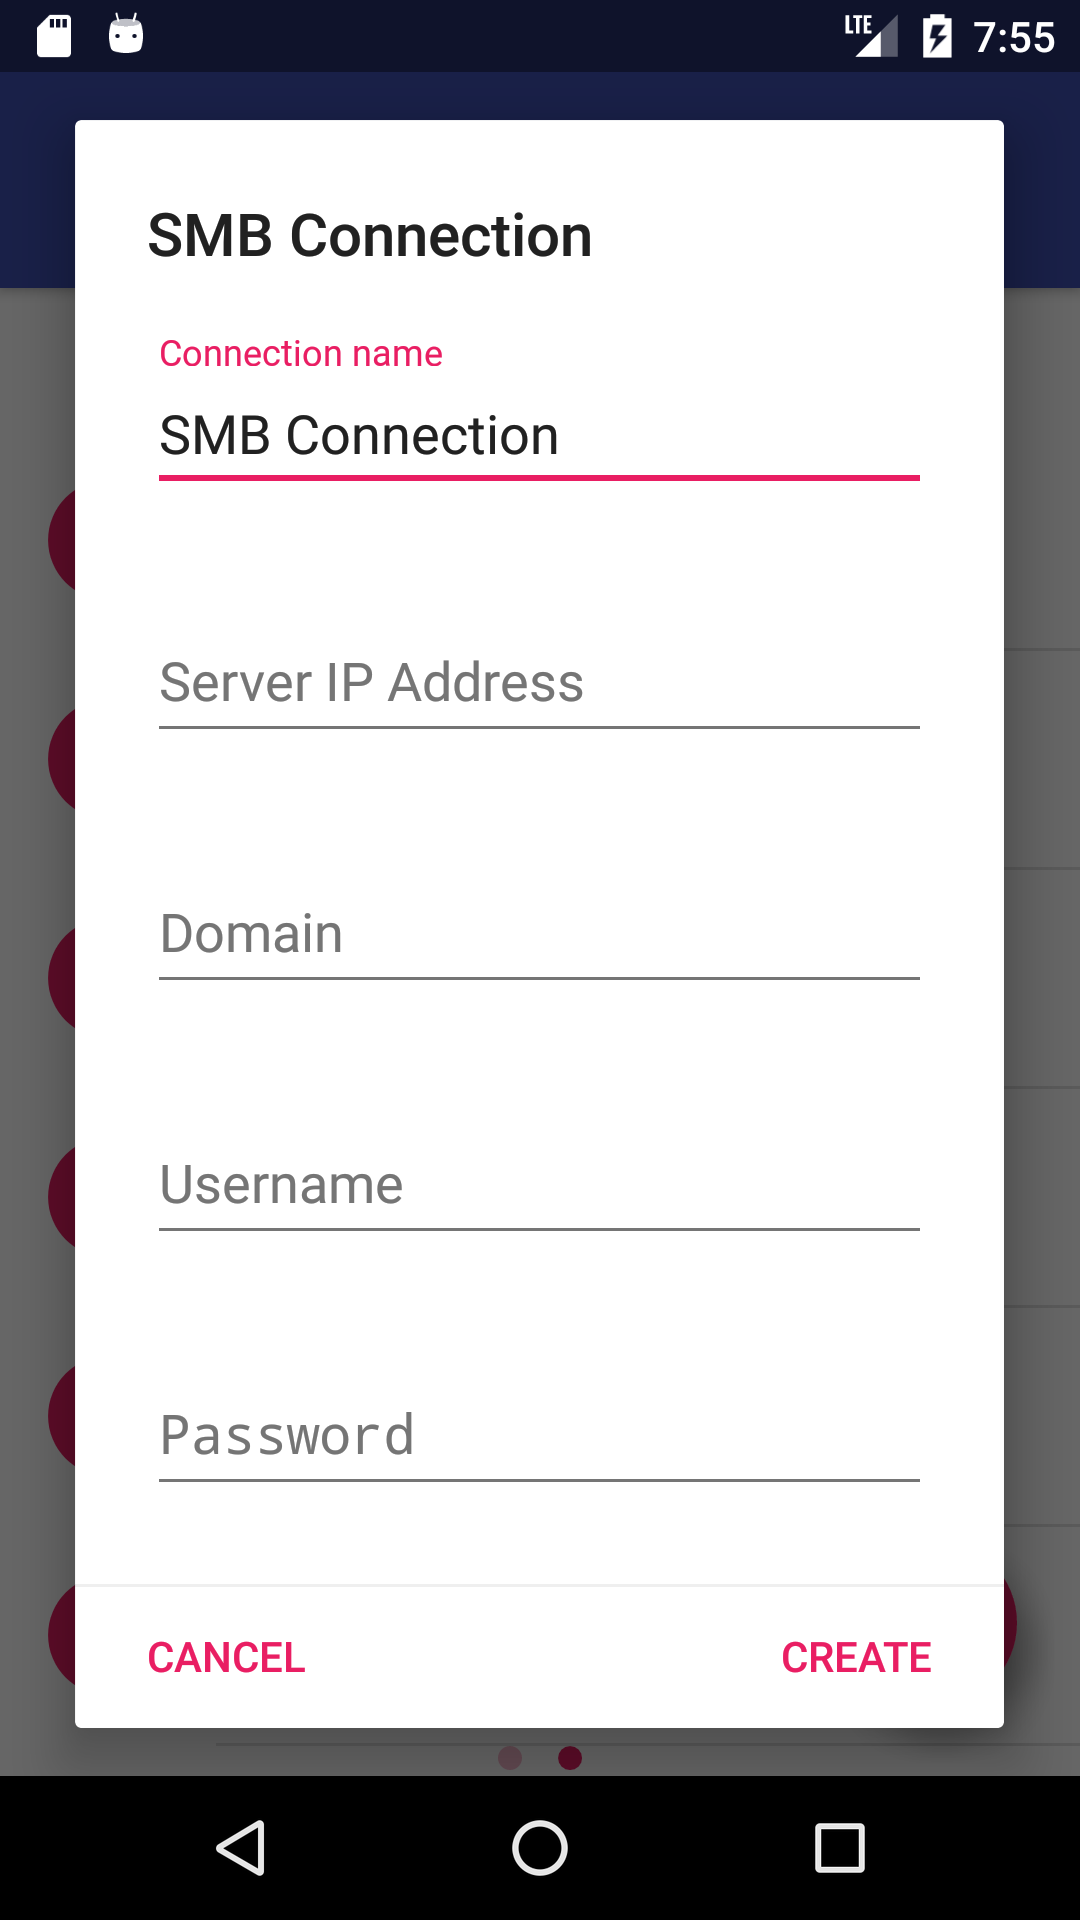 LTE 7:55
SMB Connection
Connection name
SMB Connection
Server IP Address
Domain
Username
Password
CANCEL CREATE